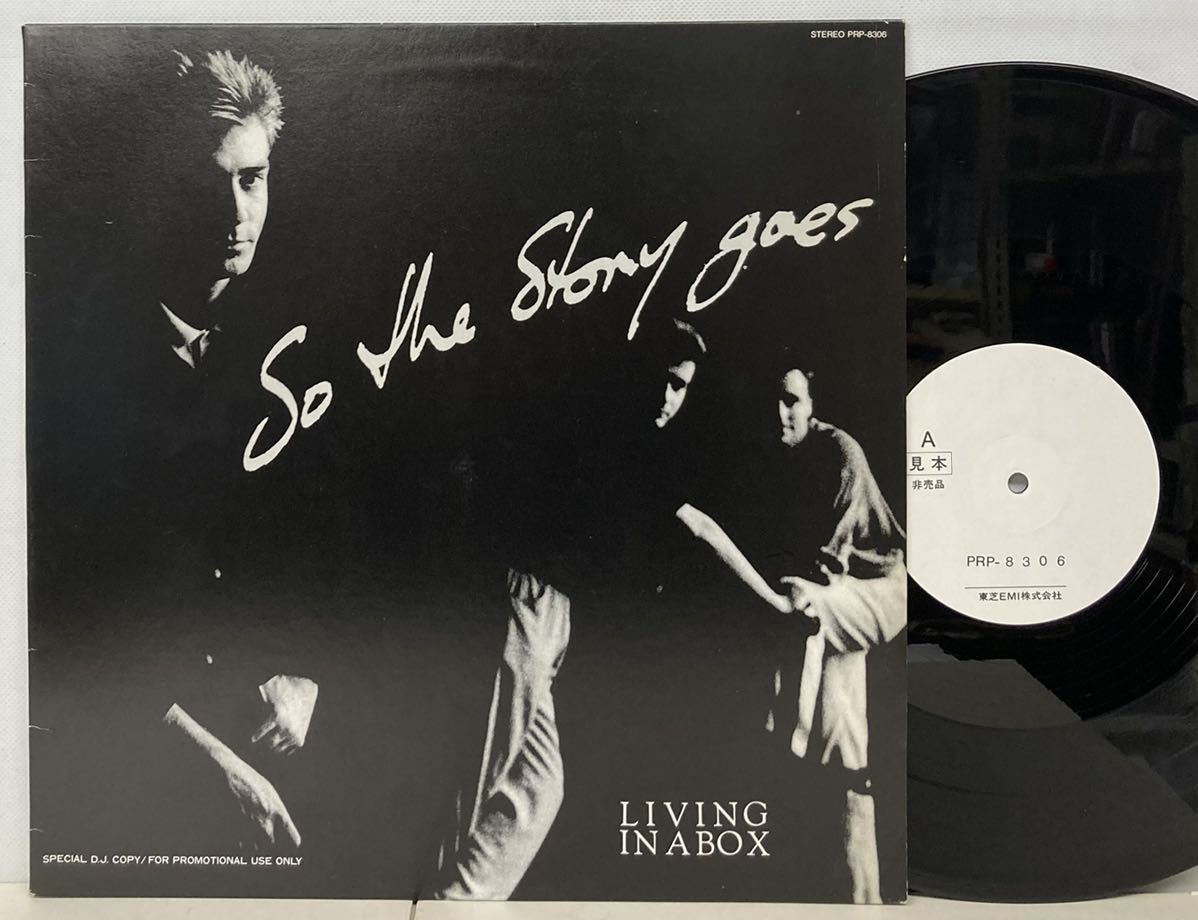 STEREO PRP-8306
So the Story goes
LIVING
IN A BOX
SPECIAL D.J. COPY/FOR PROMOTIONAL USE ONLY
A
見本
非売品
PRP-8306
東芝EMI株式会社